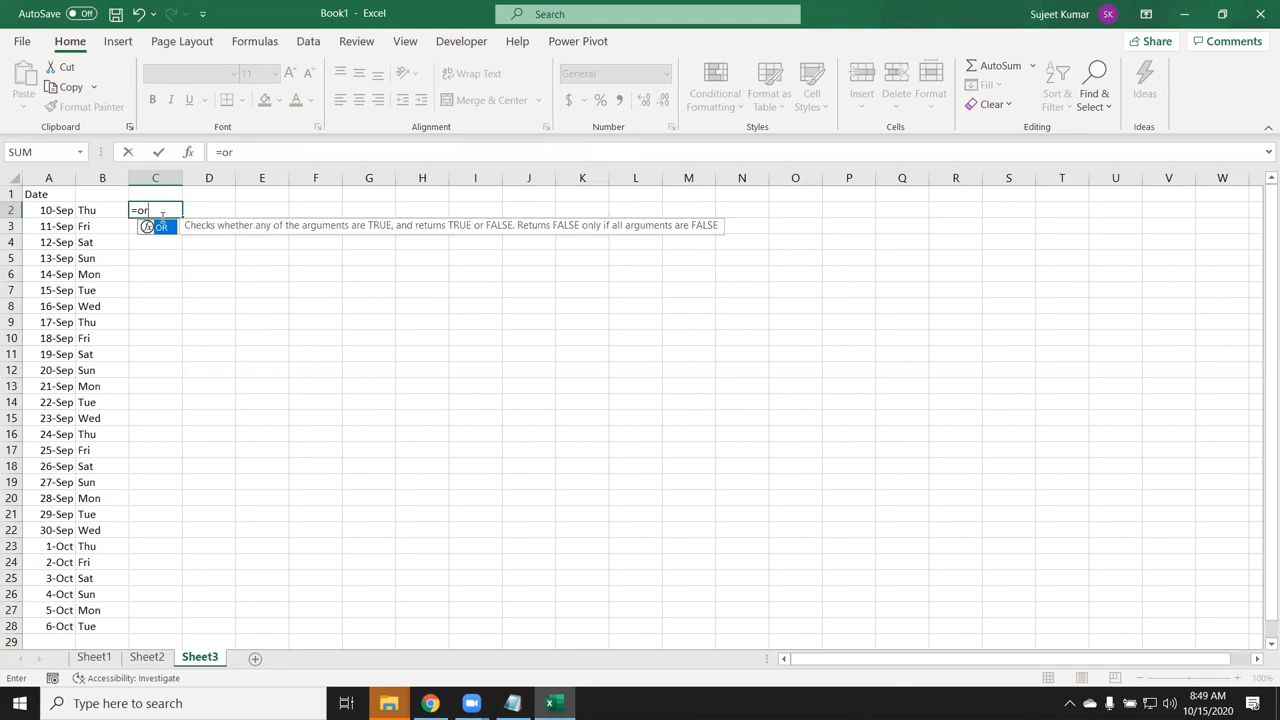 AutoSave Off
Book1 - Excel
Search
Sujeet Kumar SK
File Home Insert Page Layout Formulas Data Review View Developer Help Power Pivot
Share Comments
Paste
Cut
Copy
Format Painter
Clipboard
11
Font
Wrap Text
Merge & Center
Alignment
General
$ % ,
Number
Conditional Formatting
Format as Table
Cell Styles
Styles
Insert Delete Format
Cells
AutoSum
Fill
Clear
Sort & Filter
Find & Select
Editing
Ideas
Ideas
SUM fx =or
A B C D E F G H I J K L M N O P Q R S T U V W
1 Date
2 10-Sep Thu =or
3 11-Sep Fri OR Checks whether any of the arguments are TRUE, and returns TRUE or FALSE. Returns FALSE only if all arguments are FALSE
4 12-Sep Sat
5 13-Sep Sun
6 14-Sep Mon
7 15-Sep Tue
8 16-Sep Wed
9 17-Sep Thu
10 18-Sep Fri
11 19-Sep Sat
12 20-Sep Sun
13 21-Sep Mon
14 22-Sep Tue
15 23-Sep Wed
16 24-Sep Thu
17 25-Sep Fri
18 26-Sep Sat
19 27-Sep Sun
20 28-Sep Mon
21 29-Sep Tue
22 30-Sep Wed
23 1-Oct Thu
24 2-Oct Fri
25 3-Oct Sat
26 4-Oct Sun
27 5-Oct Mon
28 6-Oct Tue
29
Sheet1 Sheet2 Sheet3
Enter Accessibility: Investigate 100%
Type here to search
8:49 AM
10/15/2020